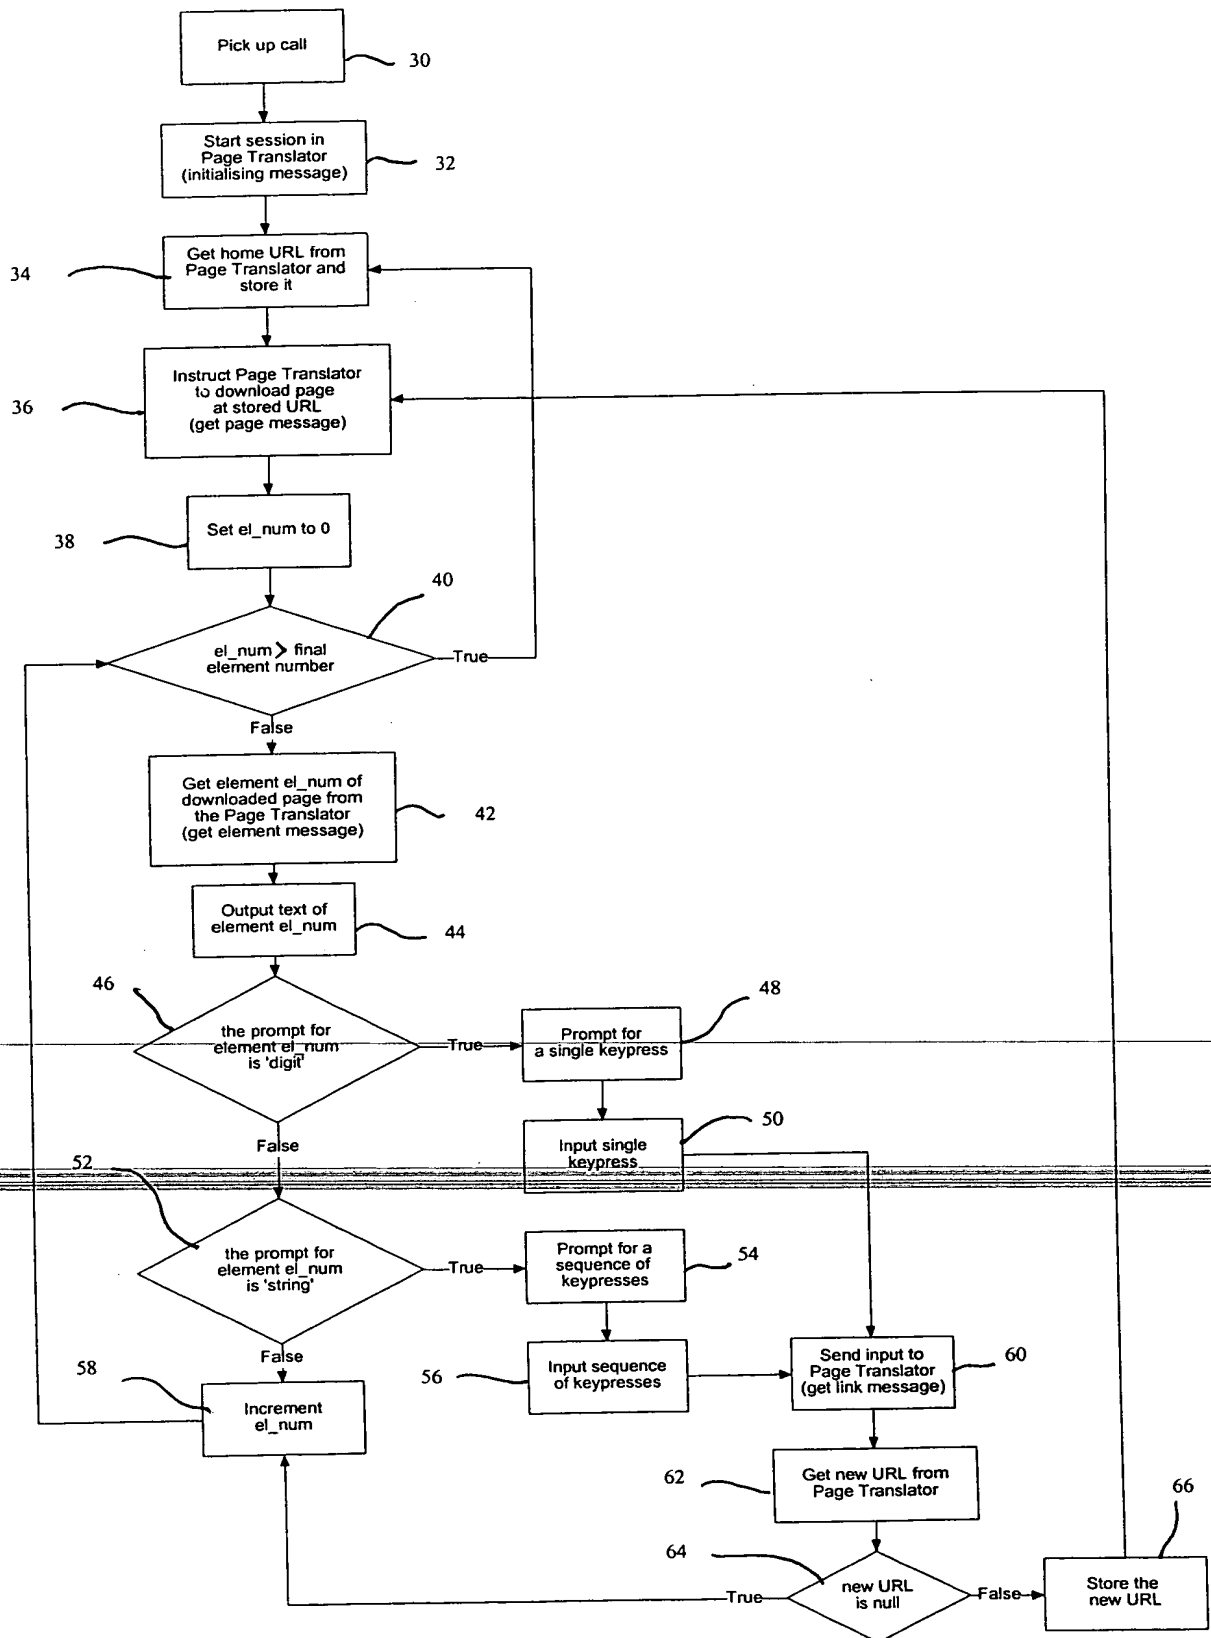 Pick up call
30
Start session in
Page Translator
(initialising message)
32
Get home URL from
Page Translator and
store it
34
Instruct Page Translator
to download page
at stored URL
(get page message)
36
Set el_num to 0
38
40
el_num > final
element number
True
False
Get element el_num of
downloaded page from
the Page Translator
(get element message)
42
Output text of
element el_num
44
46
the prompt for
element el_num
is 'digit'
True
48
Prompt for
a single keypress
50
Input single
keypress
False
52
the prompt for
element el_num
is 'string'
True
Prompt for a
sequence of
keypresses
54
False
58
Increment
el_num
56
Input sequence
of keypresses
Send input to
Page Translator
(get link message)
60
62
Get new URL from
Page Translator
64
new URL
is null
True
False
66
Store the
new URL